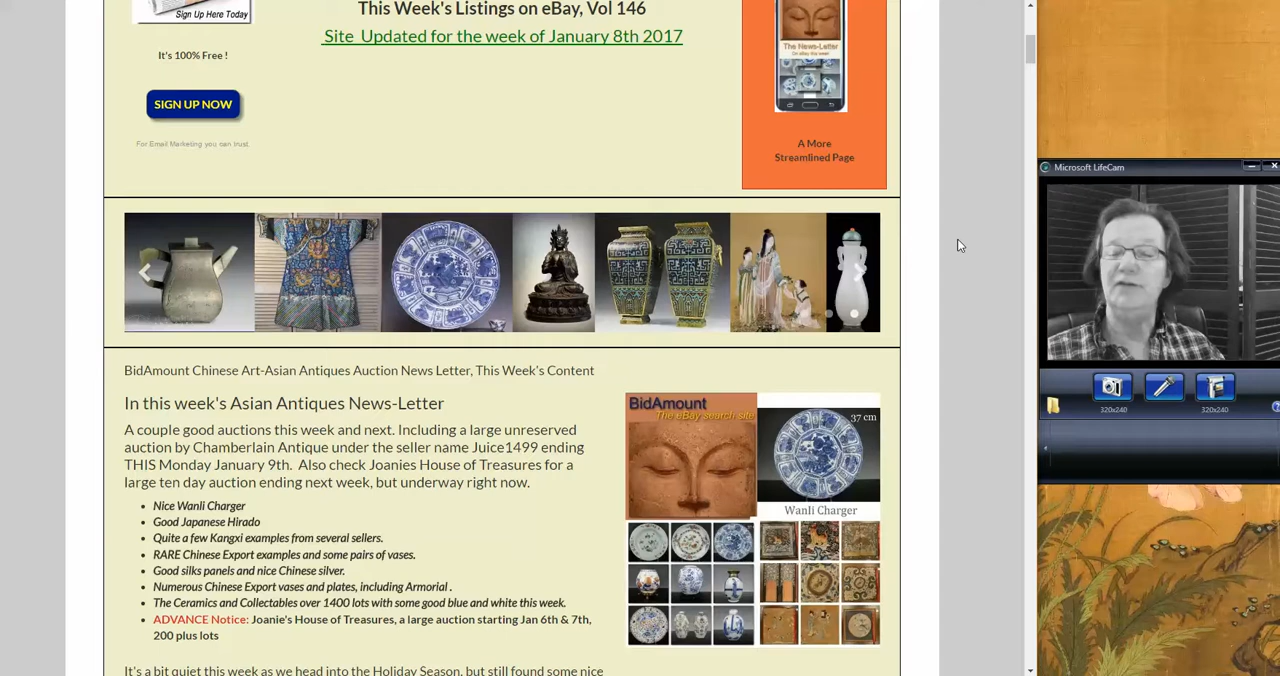 Sign Up Here Today
It's 100% Free !
SIGN UP NOW
For Email Marketing you can trust.
This Week's Listings on eBay, Vol 146
Site Updated for the week of January 8th 2017
The News-Letter
On eBay this week
A More
Streamlined Page
BidAmount Chinese Art-Asian Antiques Auction News Letter, This Week's Content
In this week's Asian Antiques News-Letter
A couple good auctions this week and next. Including a large unreserved
auction by Chamberlain Antique under the seller name Juice1499 ending
THIS Monday January 9th. Also check Joanies House of Treasures for a
large ten day auction ending next week, but underway right now.
Nice Wanli Charger
Good Japanese Hirado
Quite a few Kangxi examples from several sellers.
RARE Chinese Export examples and some pairs of vases.
Good silks panels and nice Chinese silver.
Numerous Chinese Export vases and plates, including Armorial .
The Ceramics and Collectables over 1400 lots with some good blue and white this week.
ADVANCE Notice: Joanie's House of Treasures, a large auction starting Jan 6th & 7th,
200 plus lots
It's a bit quiet this week as we head into the Holiday Season, but still found some nice
BidAmount
The eBay search site
37 cm
Wanli Charger
Microsoft LifeCam
320x240
320x240